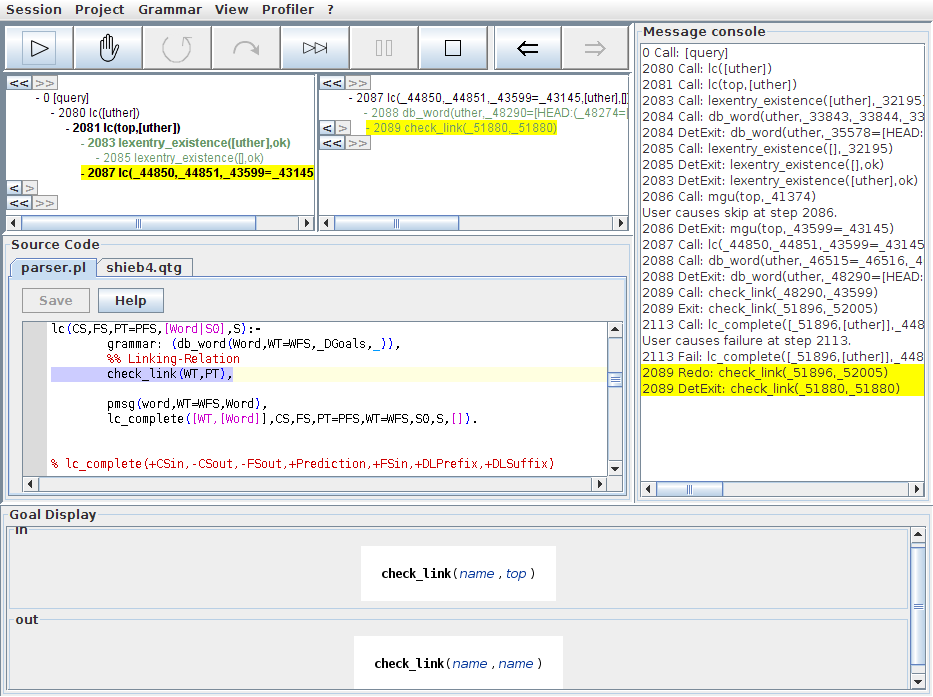 Session Project Grammar View Profiler ?
<< >>
- 0 [query]
- 2080 lc([uther])
- 2081 lc(top,[uther])
- 2083 lexentry_existence([uther],ok)
- 2085 lexentry_existence([],ok)
- 2087 lc(_44850,_44851,_43599=_43145
< >
<< >>
<< >>
- 2087 lc(_44850,_44851,_43599=_43145,[uther],[]
- 2088 db_word(uther,_48290=[HEAD:(_48274=[
< >
- 2089 check_link(_51880,_51880)
<< >>
Message console
0 Call: [query]
2080 Call: lc([uther])
2081 Call: lc(top,[uther])
2083 Call: lexentry_existence([uther],_32195)
2084 Call: db_word(uther,_33843,_33844,_33
2084 DetExit: db_word(uther,_35578=[HEAD:
2085 Call: lexentry_existence([],_32195)
2085 DetExit: lexentry_existence([],ok)
2083 DetExit: lexentry_existence([uther],ok)
2086 Call: mgu(top,_41374)
User causes skip at step 2086.
2086 DetExit: mgu(top,_43599=_43145)
2087 Call: lc(_44850,_44851,_43599=_43145
2088 Call: db_word(uther,_46515=_46516,_4
2088 DetExit: db_word(uther,_48290=[HEAD:
2089 Call: check_link(_48290,_43599)
2089 Exit: check_link(_51896,_52005)
2113 Call: lc_complete([_51896,[uther]],_448
User causes failure at step 2113.
2113 Fail: lc_complete([_51896,[uther]],_448
2089 Redo: check_link(_51896,_52005)
2089 DetExit: check_link(_51880,_51880)
Source Code
parser.pl shieb4.qtg
Save Help
lc(CS,FS,PT=PFS,[Word|S0],S):-
grammar: (db_word(Word,WT=WFS,_DGoals,_)),
%% Linking-Relation
check_link(WT,PT),
pmsg(word,WT=WFS,Word),
lc_complete([WT,[Word]],CS,FS,PT=PFS,WT=WFS,S0,S,[]).
% lc_complete(+CSin,-CSout,-FSout,+Prediction,+FSin,+DLPrefix,+DLSuffix)
Goal Display
in
check_link(name ,top )
out
check_link(name ,name )